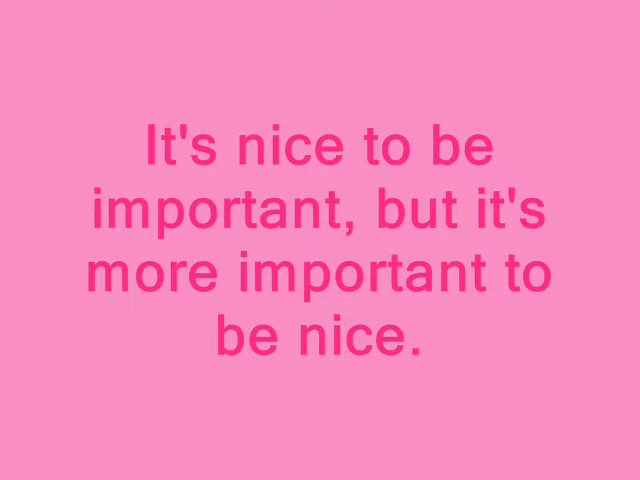 It's nice to be
important, but it's
more important to
be nice.